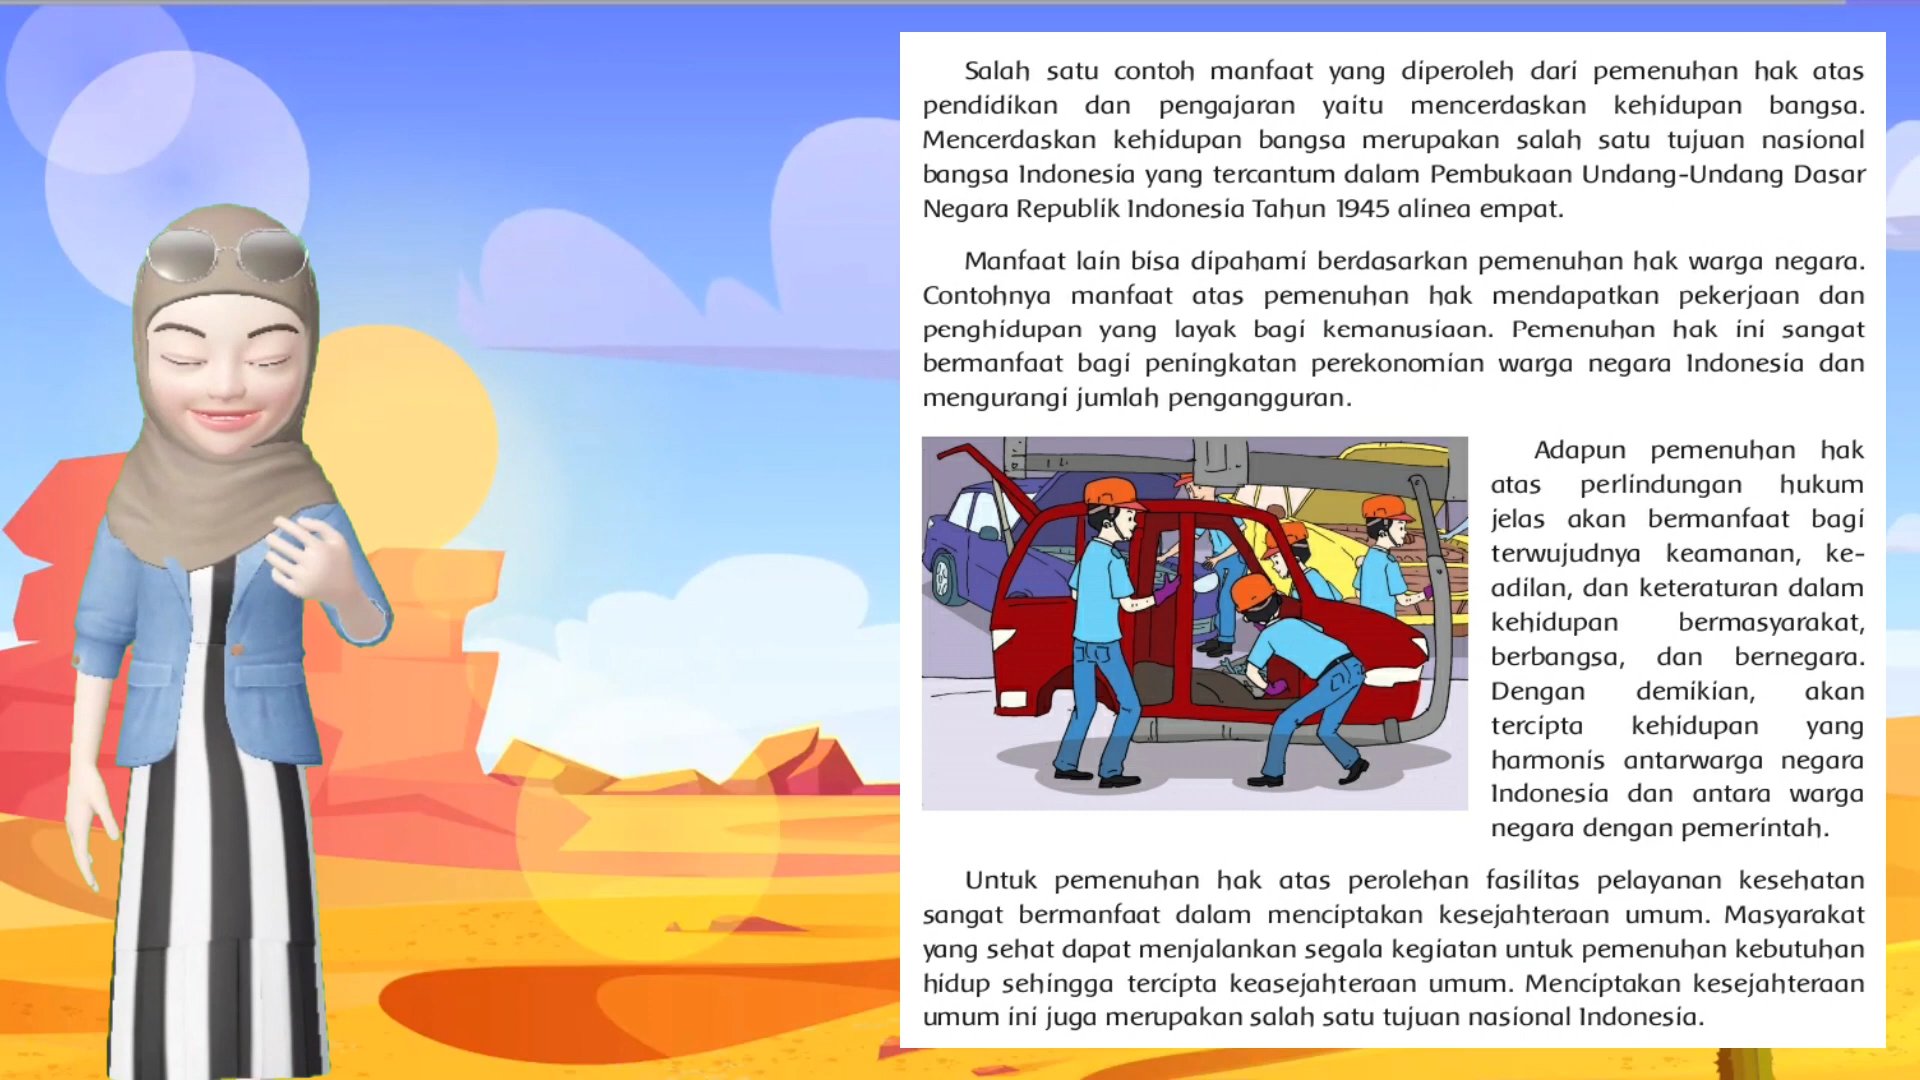 Salah satu contoh manfaat yang diperoleh dari pemenuhan hak atas
pendidikan dan pengajaran yaitu mencerdaskan kehidupan bangsa.
Mencerdaskan kehidupan bangsa merupakan salah satu tujuan nasional
bangsa Indonesia yang tercantum dalam Pembukaan Undang-Undang Dasar
Negara Republik Indonesia Tahun 1945 alinea empat.
Manfaat lain bisa dipahami berdasarkan pemenuhan hak warga negara.
Contohnya manfaat atas pemenuhan hak mendapatkan pekerjaan dan
penghidupan yang layak bagi kemanusiaan. Pemenuhan hak ini sangat
bermanfaat bagi peningkatan perekonomian warga negara Indonesia dan
mengurangi jumlah pengangguran.
Adapun pemenuhan hak
atas perlindungan hukum
jelas akan bermanfaat bagi
terwujudnya keamanan, ke-
adilan, dan keteraturan dalam
kehidupan bermasyarakat,
berbangsa, dan bernegara.
Dengan demikian, akan
tercipta kehidupan yang
harmonis antarwarga negara
Indonesia dan antara warga
negara dengan pemerintah.
Untuk pemenuhan hak atas perolehan fasilitas pelayanan kesehatan
sangat bermanfaat dalam menciptakan kesejahteraan umum. Masyarakat
yang sehat dapat menjalankan segala kegiatan untuk pemenuhan kebutuhan
hidup sehingga tercipta keasejahteraan umum. Menciptakan kesejahteraan
umum ini juga merupakan salah satu tujuan nasional Indonesia.